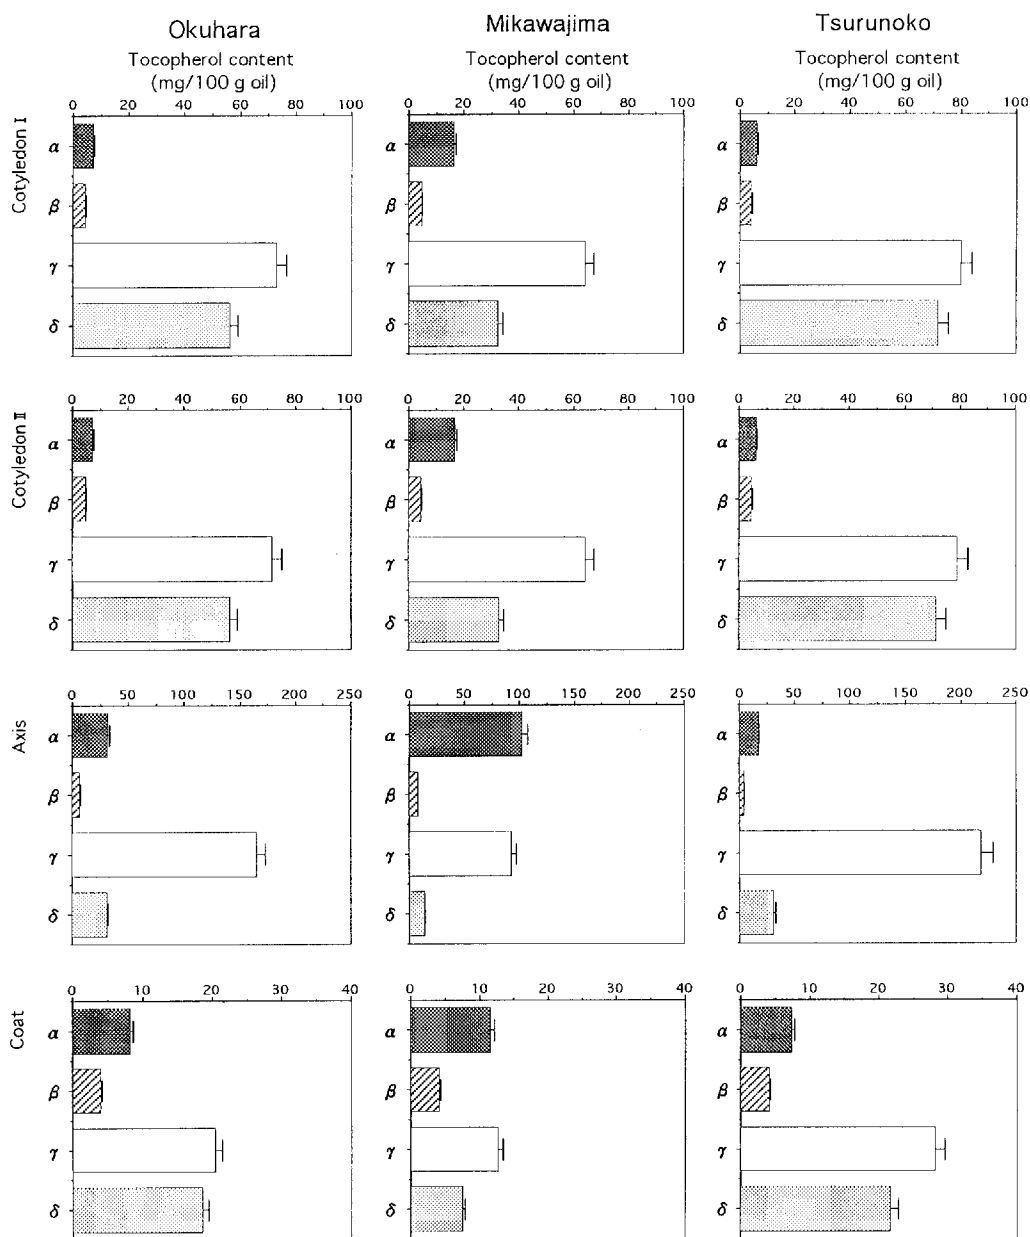 Okuhara Mikawajima Tsurunoko
Tocopherol content Tocopherol content Tocopherol content
(mg/100 g oil) (mg/100 g oil) (mg/100 g oil)
0 20 40 60 80 100 0 20 40 60 80 100 0 20 40 60 80 100
Cotyledon I
α α α
β β β
γ γ γ
δ δ δ
0 20 40 60 80 100 0 20 40 60 80 100 0 20 40 60 80 100
Cotyledon II
α α α
β β β
γ γ γ
δ δ δ
0 50 100 150 200 250 0 50 100 150 200 250 0 50 100 150 200 250
Axis
α α α
β β β
γ γ γ
δ δ δ
0 10 20 30 40 0 10 20 30 40 0 10 20 30 40
Coat
α α α
β β β
γ γ γ
δ δ δ